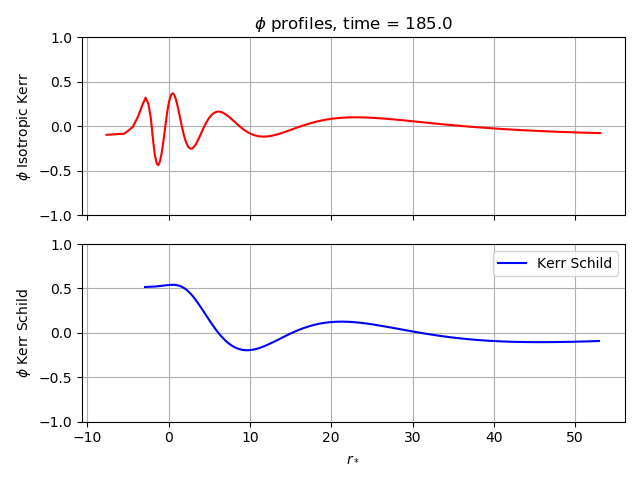 ϕ profiles, time = 185.0
1.0
0.5
0.0
−0.5
−1.0
ϕ Isotropic Kerr
1.0
0.5
0.0
−0.5
−1.0
ϕ Kerr Schild
Kerr Schild
−10 0 10 20 30 40 50
r*